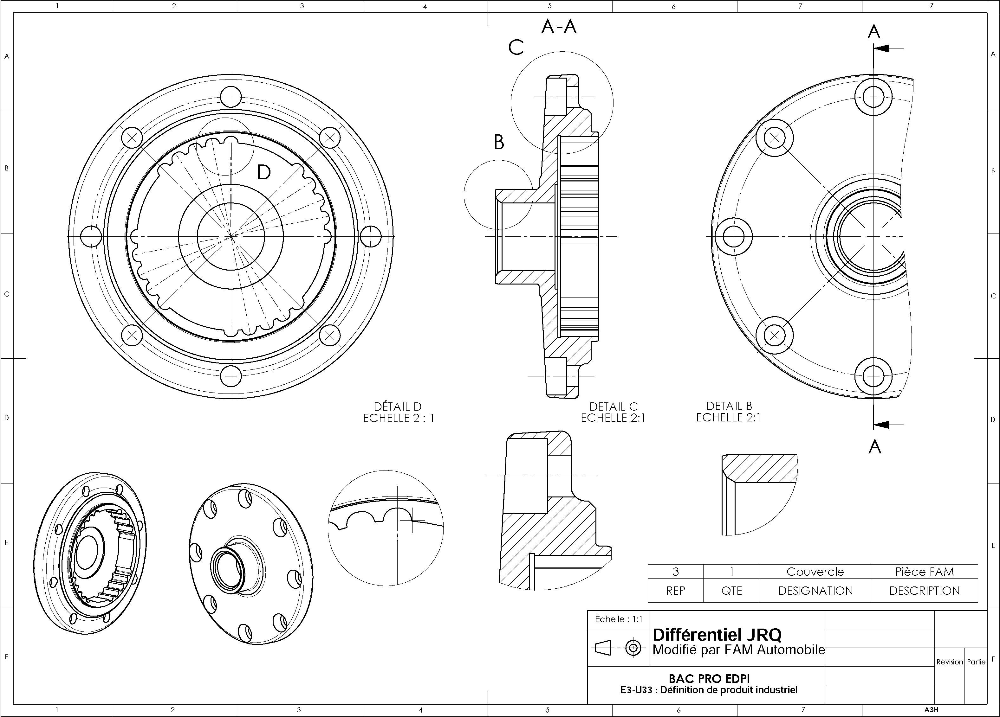 1 2 3 4 5 6 7 7
A-A
A
C
A A
B
D
B B
C C
DÉTAIL D
ECHELLE 2 : 1
DETAIL C
ECHELLE 2:1
DETAIL B
ECHELLE 2:1
D D
A
E E
3 1 Couvercle Pièce FAM
REP QTE DESIGNATION DESCRIPTION
Échelle : 1:1
Différentiel JRQ
Modifié par FAM Automobile
Révision Partie
F F
BAC PRO EDPI
E3-U33 : Définition de produit industriel
1 2 3 4 5 6 7 A3H